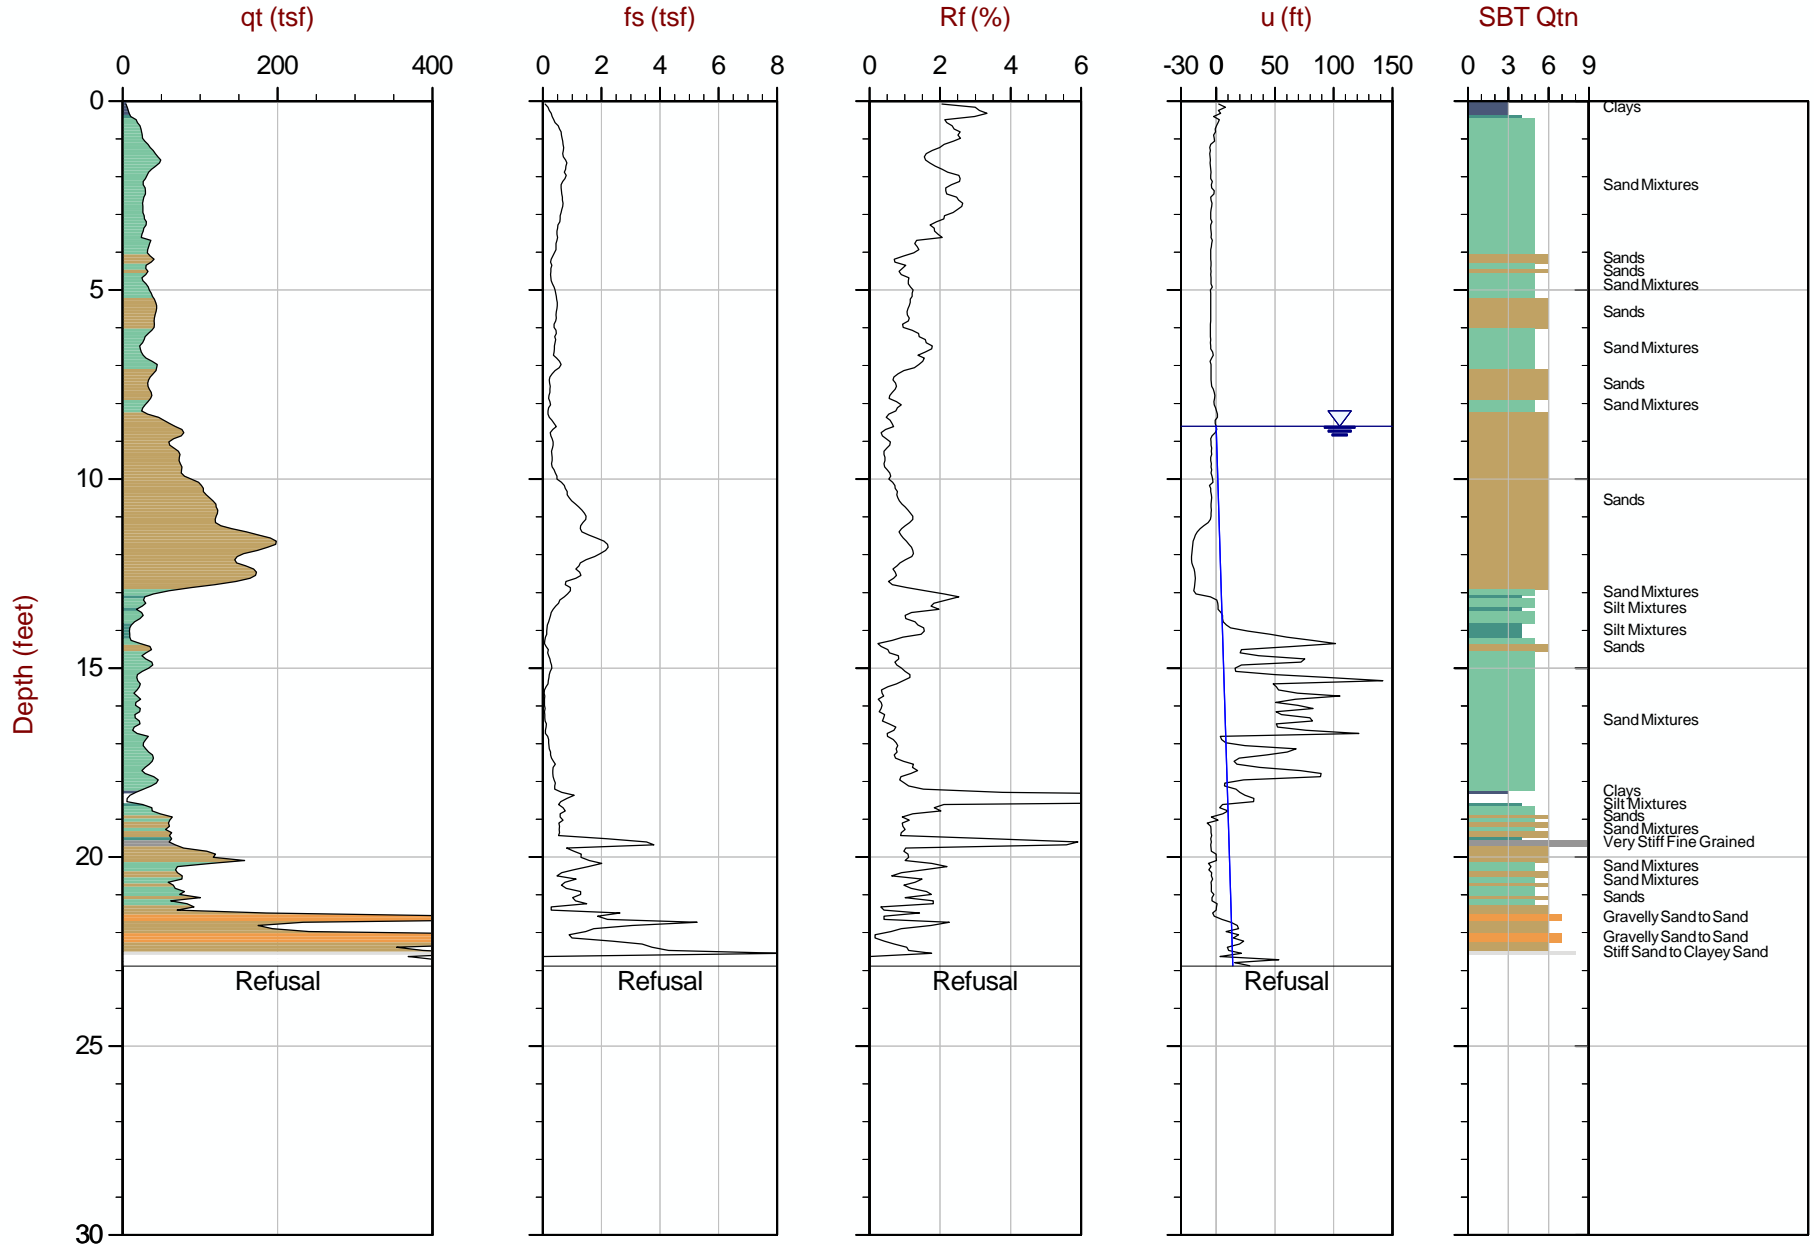 qt (tsf) fs (tsf) Rf (%) u (ft) SBT Qtn
0 200 400 0 2 4 6 8 0 2 4 6 -30 0 50 100 150 0 3 6 9
0
5
10
15
20
25
30
Depth (feet)
Clays
Sand Mixtures
Sands
Sands
Sand Mixtures
Sands
Sand Mixtures
Sands
Sand Mixtures
Sands
Sand Mixtures
Silt Mixtures
Silt Mixtures
Sands
Sand Mixtures
Clays
Silt Mixtures
Sands
Sand Mixtures
Very Stiff Fine Grained
Sand Mixtures
Sand Mixtures
Sands
Gravelly Sand to Sand
Gravelly Sand to Sand
Stiff Sand to Clayey Sand
Refusal Refusal Refusal Refusal